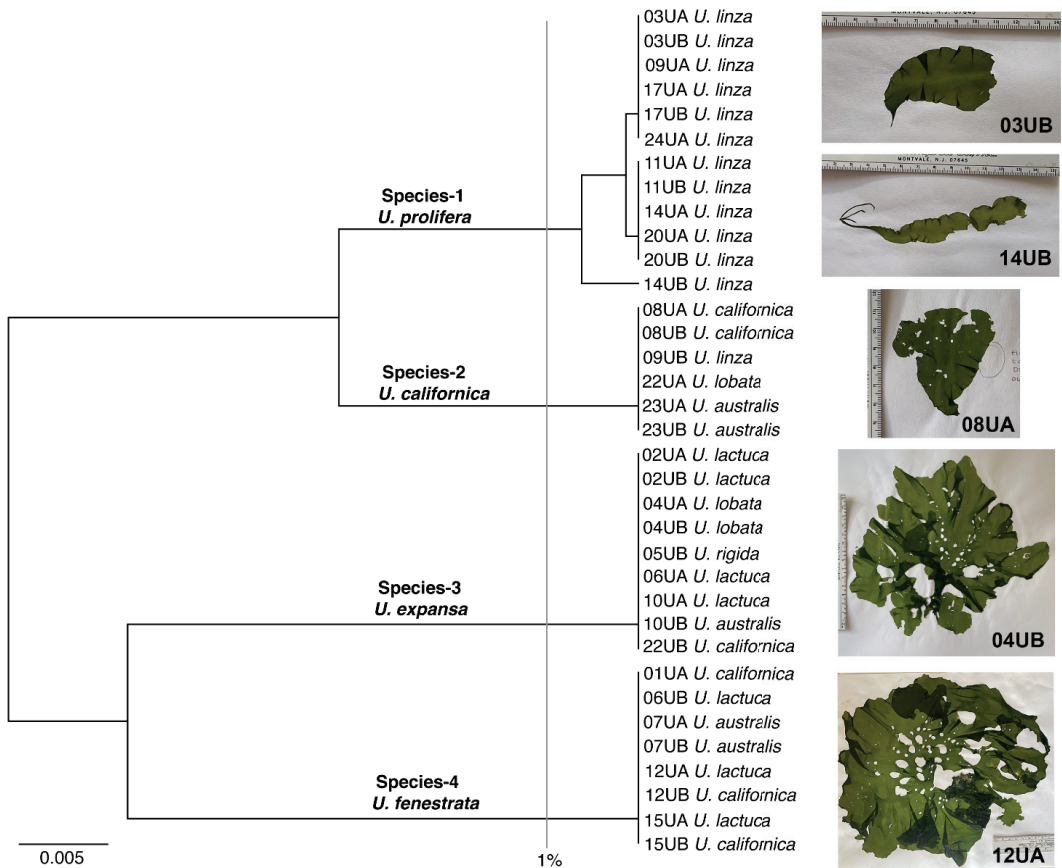 03UA U. linza
03UB U. linza
09UA U. linza
17UA U. linza
17UB U. linza
24UA U. linza
11UA U. linza
11UB U. linza
14UA U. linza
20UA U. linza
20UB U. linza
14UB U. linza
Species-1
U. prolifera
08UA U. californica
08UB U. californica
09UB U. linza
22UA U. lobata
23UA U. australis
23UB U. australis
Species-2
U. californica
02UA U. lactuca
02UB U. lactuca
04UA U. lobata
04UB U. lobata
05UB U. rigida
06UA U. lactuca
10UA U. lactuca
10UB U. australis
22UB U. californica
Species-3
U. expansa
01UA U. californica
06UB U. lactuca
07UA U. australis
07UB U. australis
12UA U. lactuca
12UB U. californica
15UA U. lactuca
15UB U. californica
Species-4
U. fenestrata
0.005
1%
MONTVALE, N.J. 07645
03UB
MONTVALE, N.J. 07645
14UB
08UA
04UB
12UA